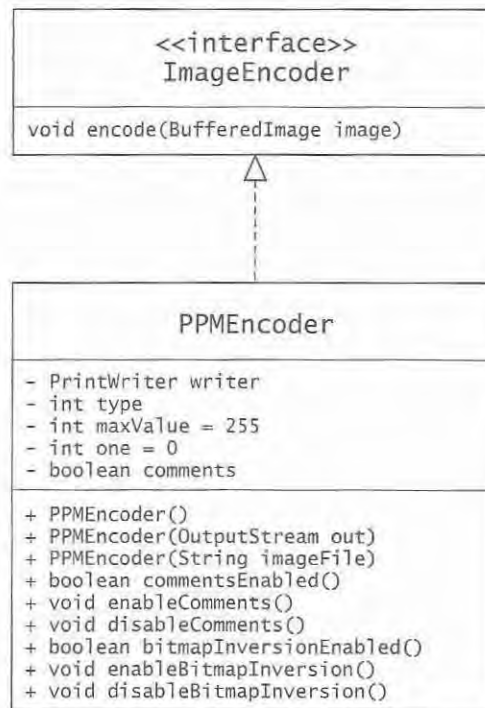 <<interface>>
ImageEncoder
void encode(BufferedImage image)
PPMEncoder
- PrintWriter writer
- int type
- int maxValue = 255
- int one = 0
- boolean comments
+ PPMEncoder()
+ PPMEncoder(OutputStream out)
+ PPMEncoder(String imageFile)
+ boolean commentsEnabled()
+ void enableComments()
+ void disableComments()
+ boolean bitmapInversionEnabled()
+ void enableBitmapInversion()
+ void disableBitmapInversion()